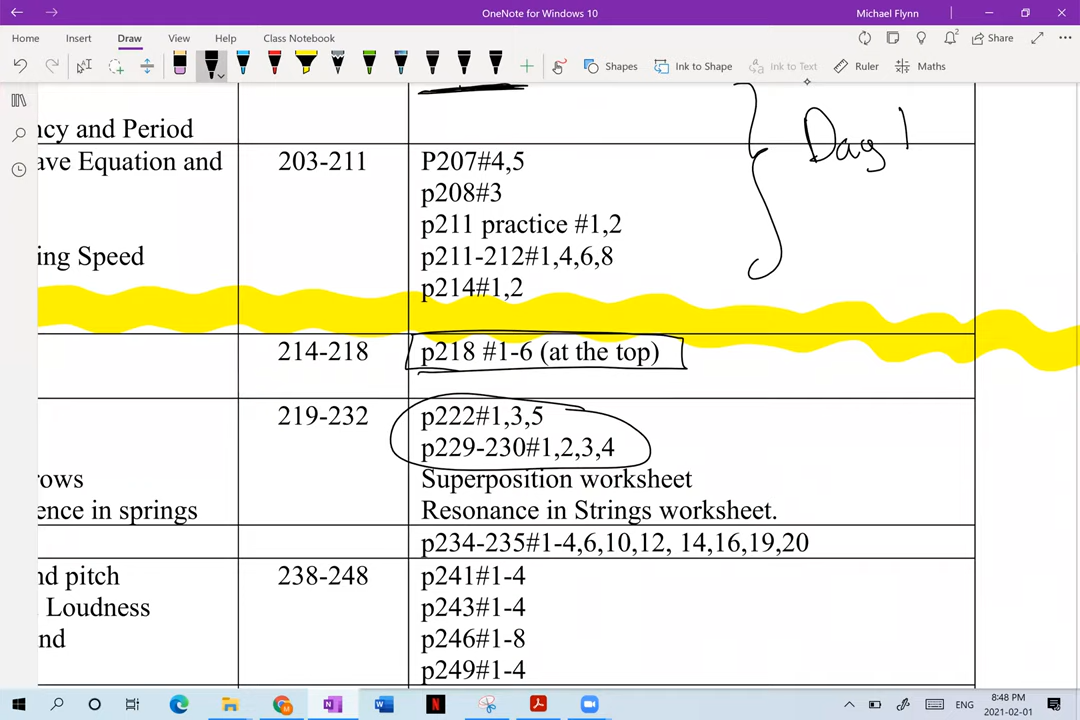 OneNote for Windows 10
Michael Flynn
Home Insert Draw View Help Class Notebook
2 Share
Shapes Ink to Shape Ink to Text Ruler Maths
ncy and Period
Day 1
ave Equation and 203-211 P207#4,5
p208#3
p211 practice #1,2
ing Speed p211-212#1,4,6,8
p214#1,2
214-218 p218 #1-6 (at the top)
219-232 p222#1,3,5
p229-230#1,2,3,4
rows Superposition worksheet
ence in springs Resonance in Strings worksheet.
p234-235#1-4,6,10,12, 14,16,19,20
nd pitch 238-248 p241#1-4
Loudness p243#1-4
nd p246#1-8
p249#1-4
ENG 8:48 PM
2021-02-01